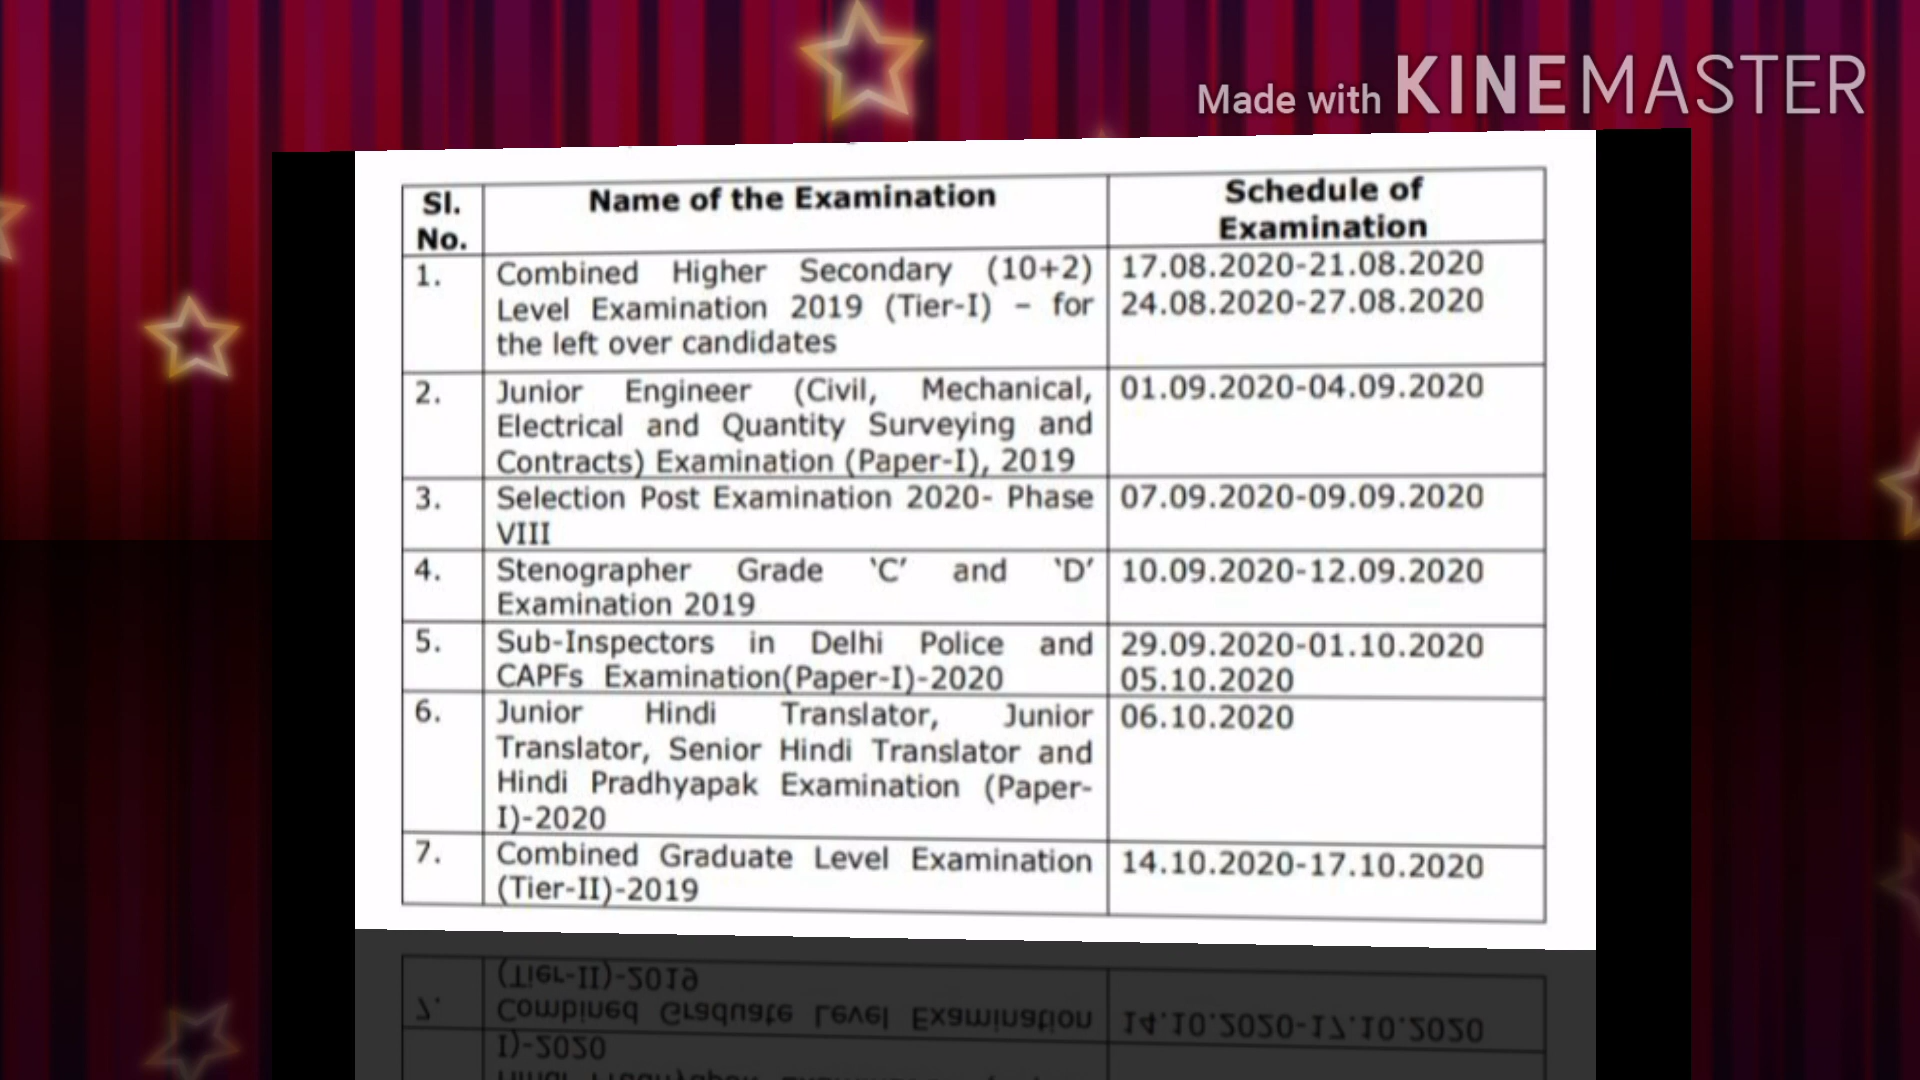 Made with KINEMASTER
Sl. No.
Name of the Examination
Schedule of Examination
1.
Combined Higher Secondary (10+2)
Level Examination 2019 (Tier-I) – for
the left over candidates
17.08.2020-21.08.2020
24.08.2020-27.08.2020
2.
Junior Engineer (Civil, Mechanical,
Electrical and Quantity Surveying and
Contracts) Examination (Paper-I), 2019
01.09.2020-04.09.2020
3.
Selection Post Examination 2020- Phase
VIII
07.09.2020-09.09.2020
4.
Stenographer Grade ‘C’ and ‘D’
Examination 2019
10.09.2020-12.09.2020
5.
Sub-Inspectors in Delhi Police and
CAPFs Examination(Paper-I)-2020
29.09.2020-01.10.2020
05.10.2020
6.
Junior Hindi Translator, Junior
Translator, Senior Hindi Translator and
Hindi Pradhyapak Examination (Paper-
I)-2020
06.10.2020
7.
Combined Graduate Level Examination
(Tier-II)-2019
14.10.2020-17.10.2020